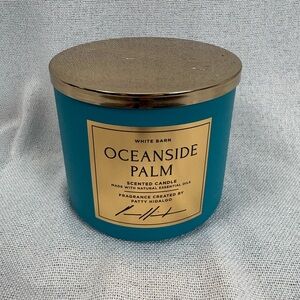 WHITE BARN
OCEANSIDE
PALM
SCENTED CANDLE
MADE WITH NATURAL ESSENTIAL OILS
FRAGRANCE CREATED BY
PATTY HIDALGO